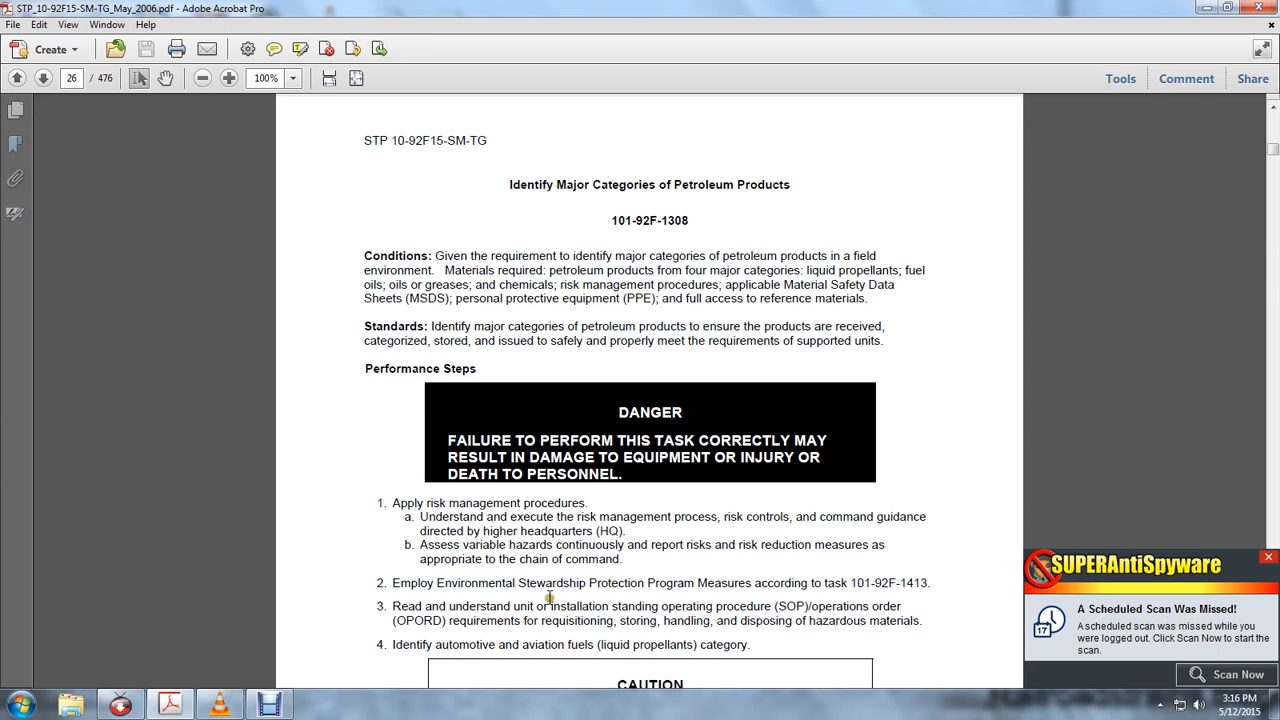 STP_10-92F15-SM-TG_May_2006.pdf - Adobe Acrobat Pro
File Edit View Window Help
Create
26 / 476 100% Tools Comment Share
STP 10-92F15-SM-TG
Identify Major Categories of Petroleum Products
101-92F-1308
Conditions: Given the requirement to identify major categories of petroleum products in a field
environment. Materials required: petroleum products from four major categories: liquid propellants; fuel
oils; oils or greases; and chemicals; risk management procedures; applicable Material Safety Data
Sheets (MSDS); personal protective equipment (PPE); and full access to reference materials.
Standards: Identify major categories of petroleum products to ensure the products are received,
categorized, stored, and issued to safely and properly meet the requirements of supported units.
Performance Steps
DANGER
FAILURE TO PERFORM THIS TASK CORRECTLY MAY
RESULT IN DAMAGE TO EQUIPMENT OR INJURY OR
DEATH TO PERSONNEL.
1. Apply risk management procedures.
a. Understand and execute the risk management process, risk controls, and command guidance
directed by higher headquarters (HQ).
b. Assess variable hazards continuously and report risks and risk reduction measures as
appropriate to the chain of command.
2. Employ Environmental Stewardship Protection Program Measures according to task 101-92F-1413.
3. Read and understand unit or installation standing operating procedure (SOP)/operations order
(OPORD) requirements for requisitioning, storing, handling, and disposing of hazardous materials.
4. Identify automotive and aviation fuels (liquid propellants) category.
CAUTION
SUPERAntiSpyware
17
A Scheduled Scan Was Missed!
A scheduled scan was missed while you
were logged out. Click Scan Now to start the
scan.
Scan Now
3:16 PM
5/12/2015